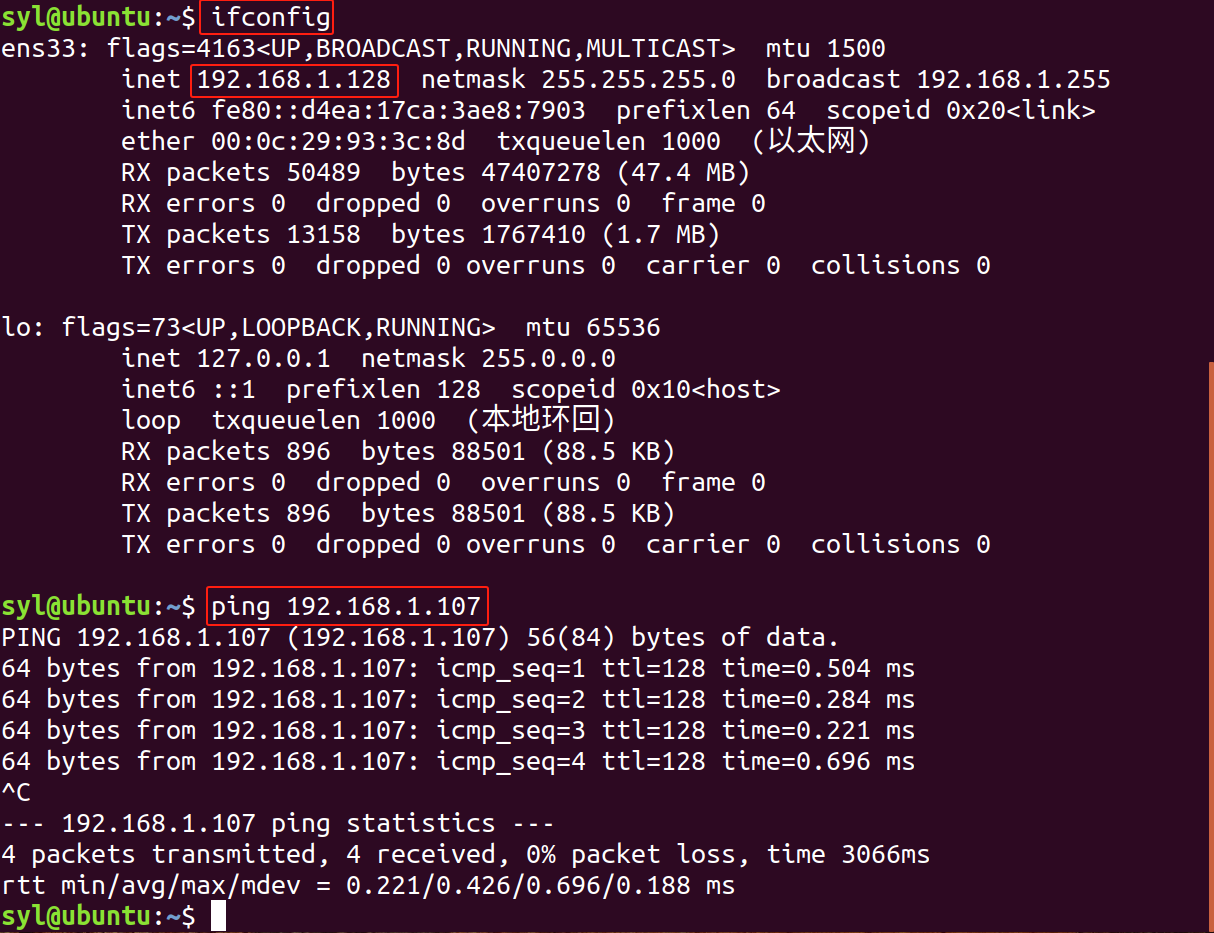 syl@ubuntu:~$ ifconfig
ens33: flags=4163<UP,BROADCAST,RUNNING,MULTICAST>  mtu 1500
        inet 192.168.1.128  netmask 255.255.255.0  broadcast 192.168.1.255
        inet6 fe80::d4ea:17ca:3ae8:7903  prefixlen 64  scopeid 0x20<link>
        ether 00:0c:29:93:3c:8d  txqueuelen 1000  (以太网)
        RX packets 50489  bytes 47407278 (47.4 MB)
        RX errors 0  dropped 0  overruns 0  frame 0
        TX packets 13158  bytes 1767410 (1.7 MB)
        TX errors 0  dropped 0 overruns 0  carrier 0  collisions 0

lo: flags=73<UP,LOOPBACK,RUNNING>  mtu 65536
        inet 127.0.0.1  netmask 255.0.0.0
        inet6 ::1  prefixlen 128  scopeid 0x10<host>
        loop  txqueuelen 1000  (本地环回)
        RX packets 896  bytes 88501 (88.5 KB)
        RX errors 0  dropped 0  overruns 0  frame 0
        TX packets 896  bytes 88501 (88.5 KB)
        TX errors 0  dropped 0 overruns 0  carrier 0  collisions 0

syl@ubuntu:~$ ping 192.168.1.107
PING 192.168.1.107 (192.168.1.107) 56(84) bytes of data.
64 bytes from 192.168.1.107: icmp_seq=1 ttl=128 time=0.504 ms
64 bytes from 192.168.1.107: icmp_seq=2 ttl=128 time=0.284 ms
64 bytes from 192.168.1.107: icmp_seq=3 ttl=128 time=0.221 ms
64 bytes from 192.168.1.107: icmp_seq=4 ttl=128 time=0.696 ms
^C
--- 192.168.1.107 ping statistics ---
4 packets transmitted, 4 received, 0% packet loss, time 3066ms
rtt min/avg/max/mdev = 0.221/0.426/0.696/0.188 ms
syl@ubuntu:~$